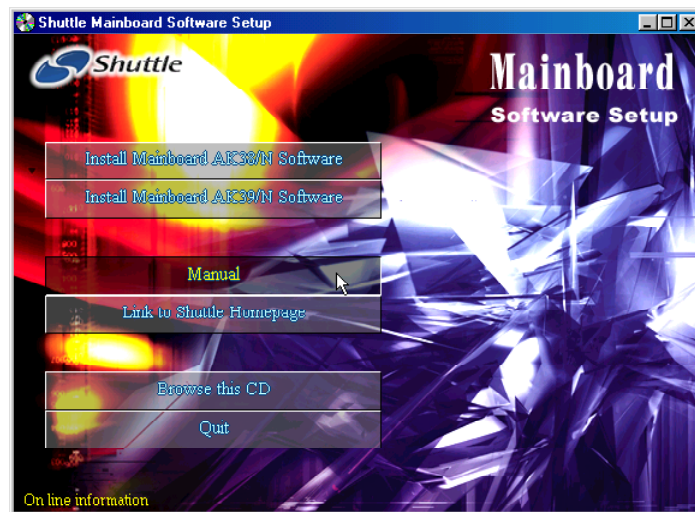 Shuttle Mainboard Software Setup
Shuttle
Mainboard
Software Setup
Install Mainboard AK38/N Software
Install Mainboard AK39/N Software
Manual
Link to Shuttle Homepage
Browse this CD
Quit
On line information